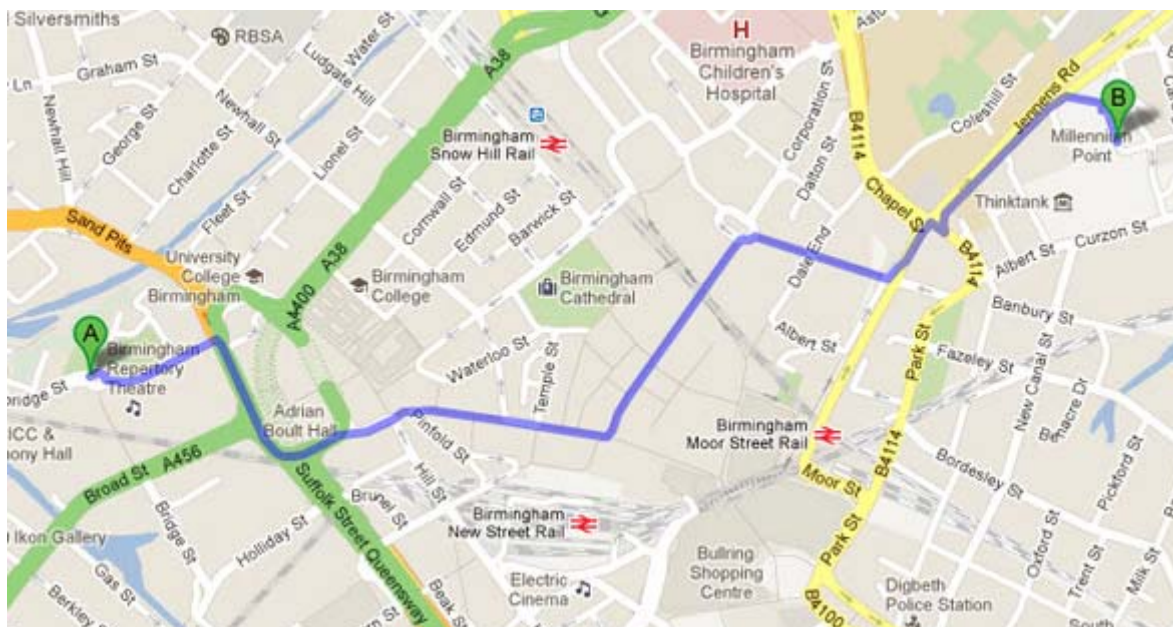 Silversmiths
RBSA
Graham St
Ln
Newhall Hill
George St
Charlotte St
Fleet St
Newhall St
Ludgate Hill
Water St
Lionel St
A38
Birmingham
Snow Hill Rail
H
Birmingham
Children's
Hospital
Corporation St
Dalton St
B4114
Coleshill St
Jennens Rd
B
Millennium
Point
Thinktank
Curzon St
Albert St
B4114
Chapel St
Banbury St
Dale End
Sand Pits
University
College
Birmingham
A38
A4400
Cornwall St
Edmund St
Barwick St
Birmingham
College
Birmingham
Cathedral
A
Birmingham
Repertory
Theatre
bridge St
ICC &
ony Hall
Waterloo St
Temple St
Adrian
Boult Hall
Pinfold St
Hill St
Albert St
Fazeley St
Park St
New Canal St
Birmingham
Moor Street Rail
Moor St
B4114
Bordesley St
Pickford St
Broad St
A456
Bridge St
Holliday St
Brunel St
Suffolk Street Queensway
Birmingham
New Street Rail
Bullring
Shopping
Centre
Park St
B4100
Oxford St
Trent St
Milk St
Ikon Gallery
Gas St
Berkley St
Beak St
Electric
Cinema
Digbeth
Police Station